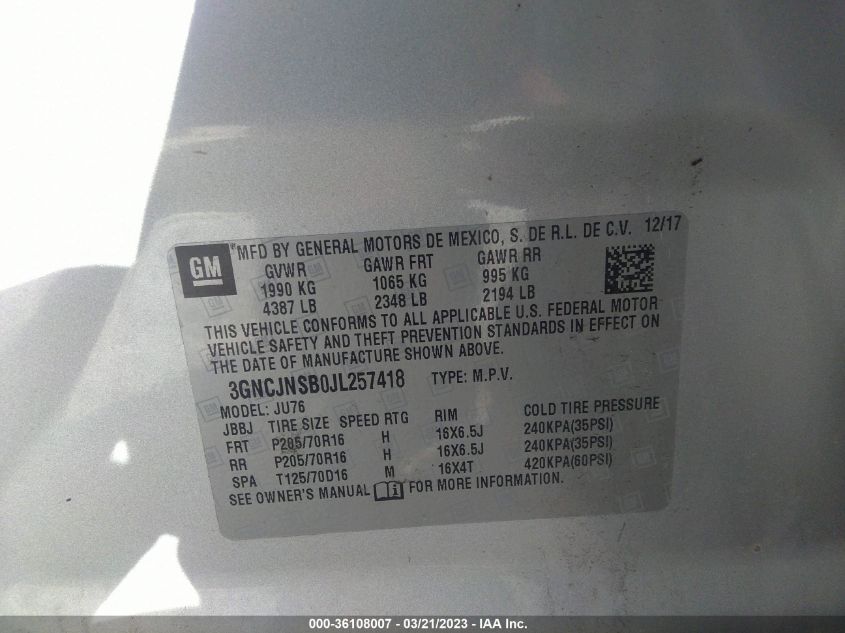 GM ®MFD BY GENERAL MOTORS DE MEXICO, S. DE R.L. DE C.V. 12/17
GVWR GAWR FRT GAWR RR
1990 KG 1065 KG 995 KG
4387 LB 2348 LB 2194 LB
THIS VEHICLE CONFORMS TO ALL APPLICABLE U.S. FEDERAL MOTOR
VEHICLE SAFETY AND THEFT PREVENTION STANDARDS IN EFFECT ON
THE DATE OF MANUFACTURE SHOWN ABOVE.
3GNCJNSB0JL257418 TYPE: M.P.V.
MODEL: JU76
JBBJ TIRE SIZE SPEED RTG RIM COLD TIRE PRESSURE
FRT P205/70R16 H 16X6.5J 240KPA(35PSI)
RR P205/70R16 H 16X6.5J 240KPA(35PSI)
SPA T125/70D16 M 16X4T 420KPA(60PSI)
SEE OWNER'S MANUAL FOR MORE INFORMATION.
000-36108007 - 03/21/2023 - IAA Inc.